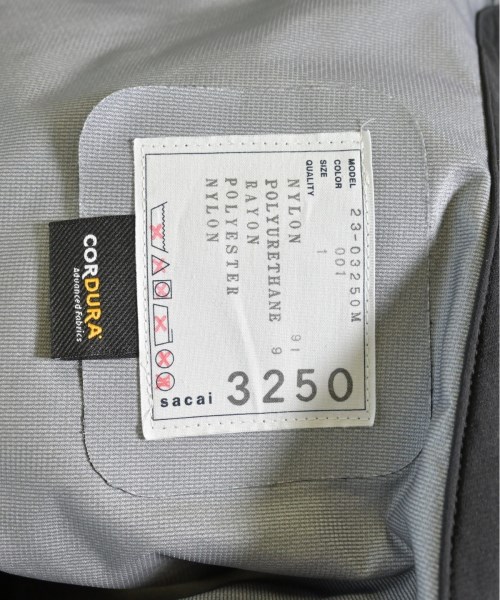 MODEL 23-03250M
COLOR 001
SIZE 1
QUALITY
NYLON 91
POLYURETHANE 9
RAYON
POLYESTER
NYLON
sacai 3250
CORDURA
Advanced Fabrics